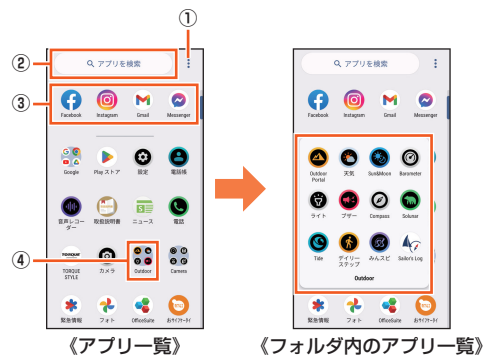 ①
②
アプリを検索
③
Facebook Instagram Gmail Messenger
Google Play ストア 設定 電話帳
音声レコー
ダー
取扱説明書 ニュース 電話
TORQUE
TORQUE
STYLE
カメラ Outdoor Camera
④
緊急情報 フォト OfficeSuite おサイフケータイ
《アプリ一覧》
アプリを検索
Facebook Instagram Gmail Messenger
Outdoor
Portal
天気 Sun&Moon Barometer
ライト ブザー Compass Solunar
Tide デイリー
ステップ
みんスピ Sailor's Log
Outdoor
緊急情報 フォト OfficeSuite おサイフケータイ
《フォルダ内のアプリ一覧》